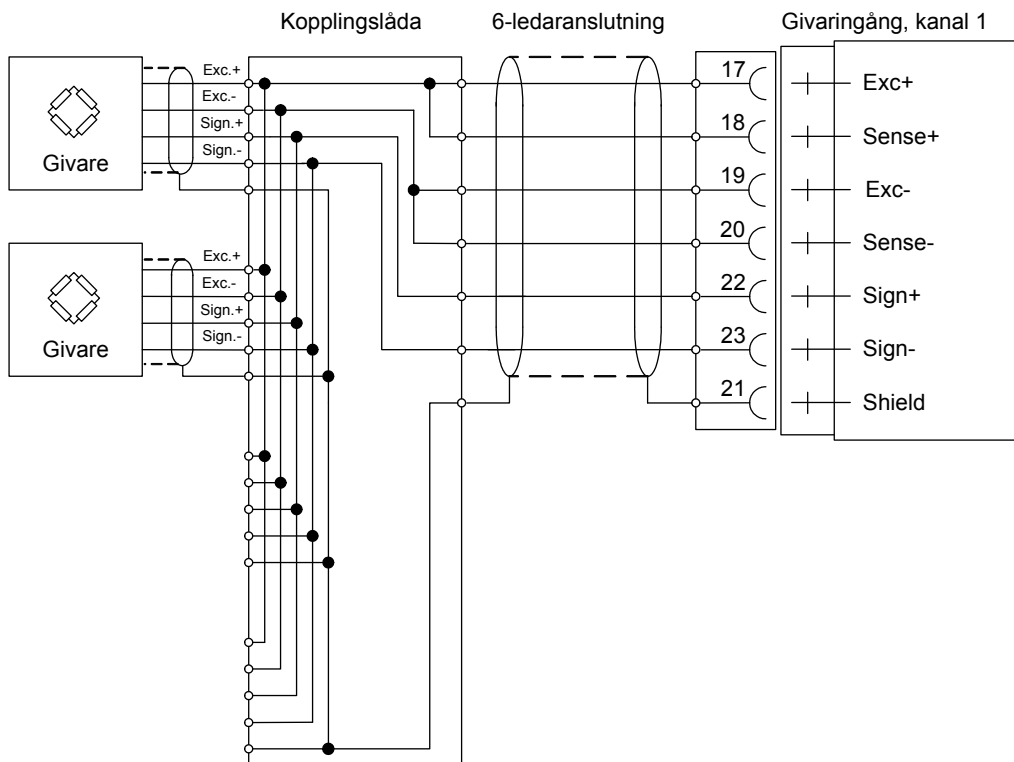 Kopplingslåda
6-ledaranslutning
Givaringång, kanal 1
Exc.+
Exc.-
Sign.+
Sign.-
Givare
Exc.+
Exc.-
Sign.+
Sign.-
Givare
17
Exc+
18
Sense+
19
Exc-
20
Sense-
22
Sign+
23
Sign-
21
Shield